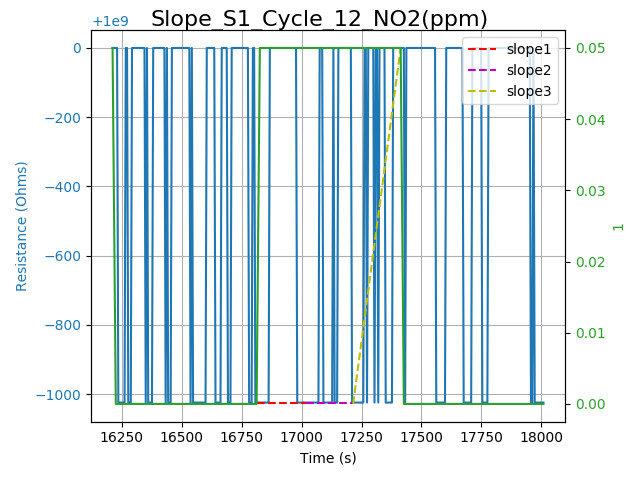 Slope_S1_Cycle_12_NO2(ppm)
+1e9
0
−200
−400
−600
−800
−1000
Resistance (Ohms)
slope1
slope2
slope3
0.05
0.04
0.03
0.02
0.01
0.00
1
16250 16500 16750 17000 17250 17500 17750 18000
Time (s)